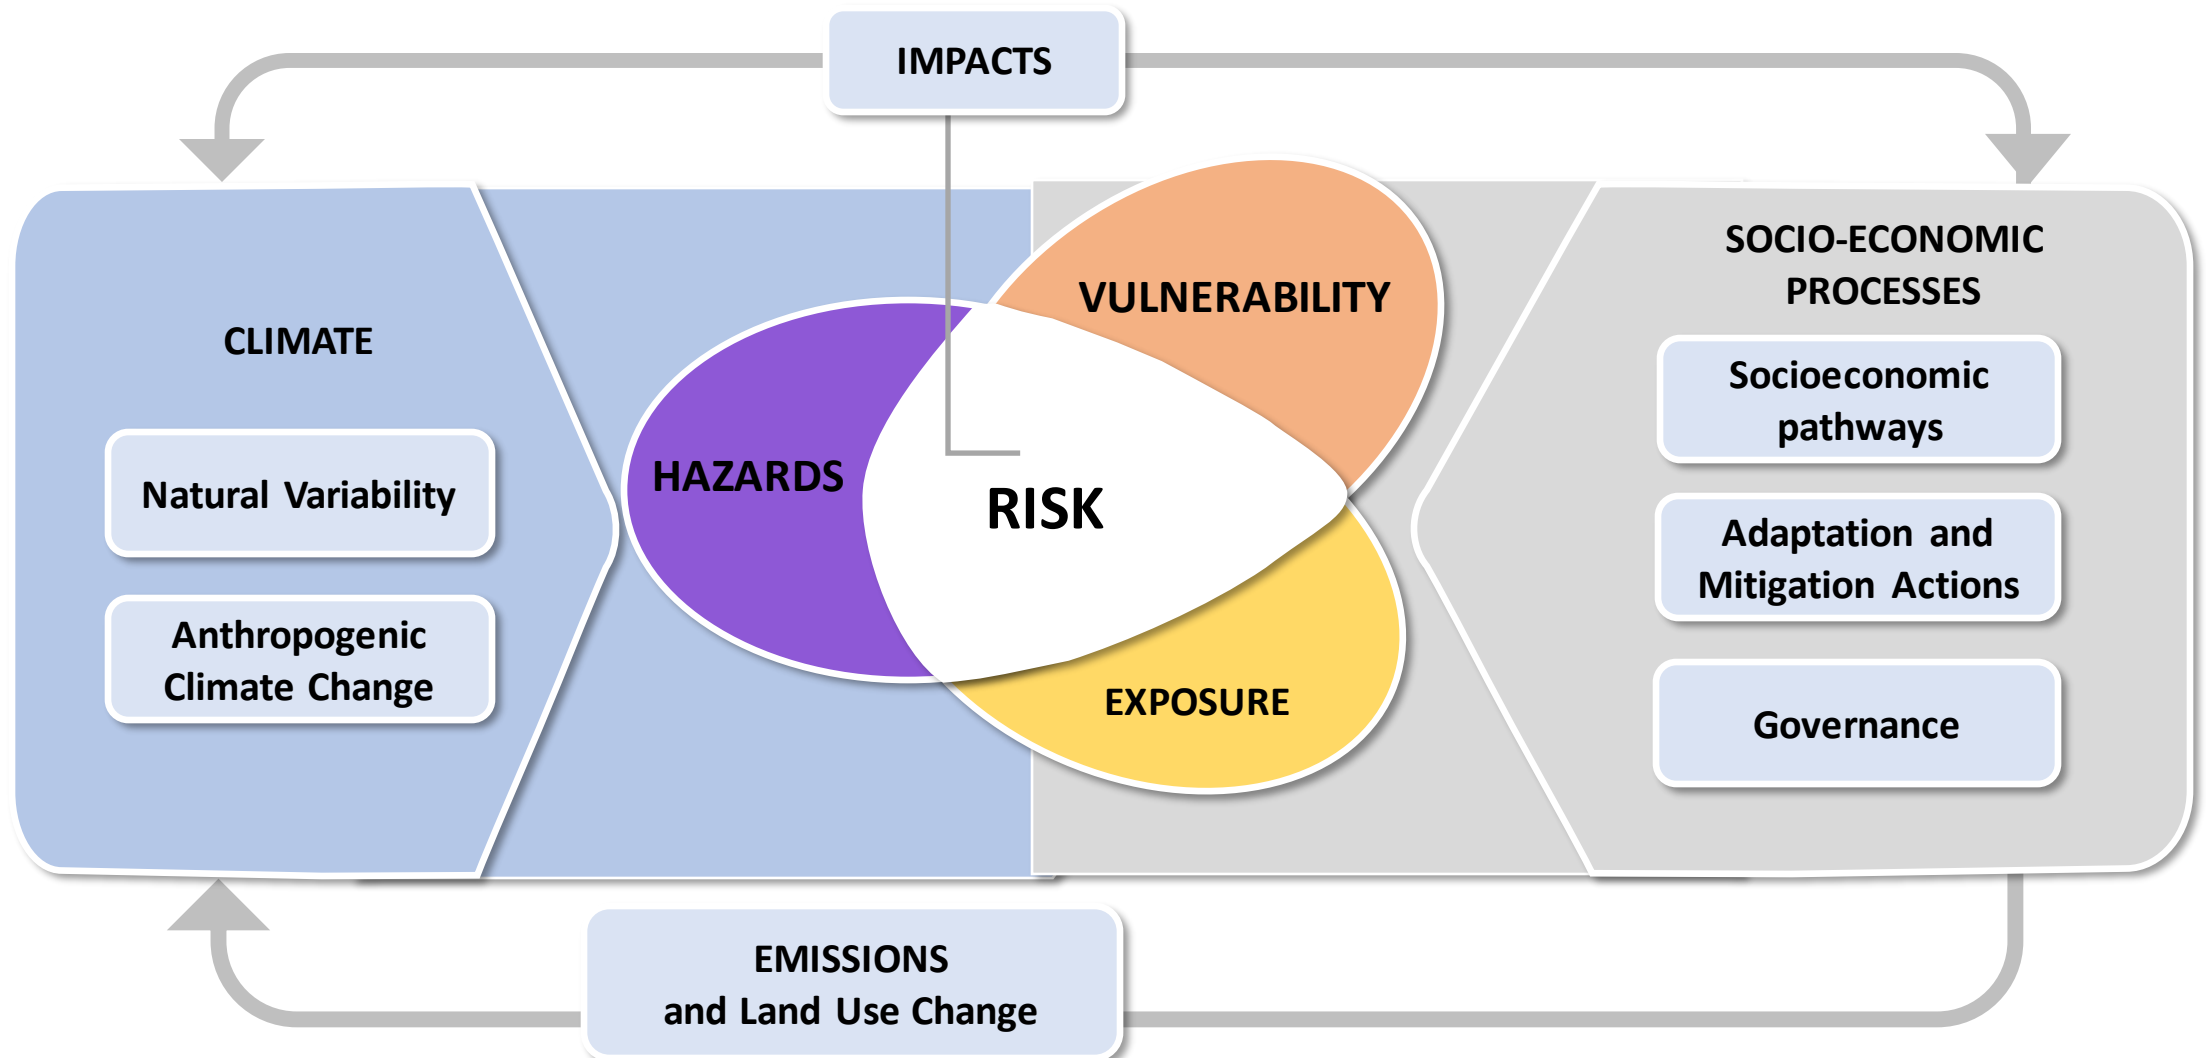 IMPACTS
CLIMATE
Natural Variability
Anthropogenic
Climate Change
HAZARDS
VULNERABILITY
RISK
EXPOSURE
SOCIO-ECONOMIC
PROCESSES
Socioeconomic
pathways
Adaptation and
Mitigation Actions
Governance
EMISSIONS
and Land Use Change